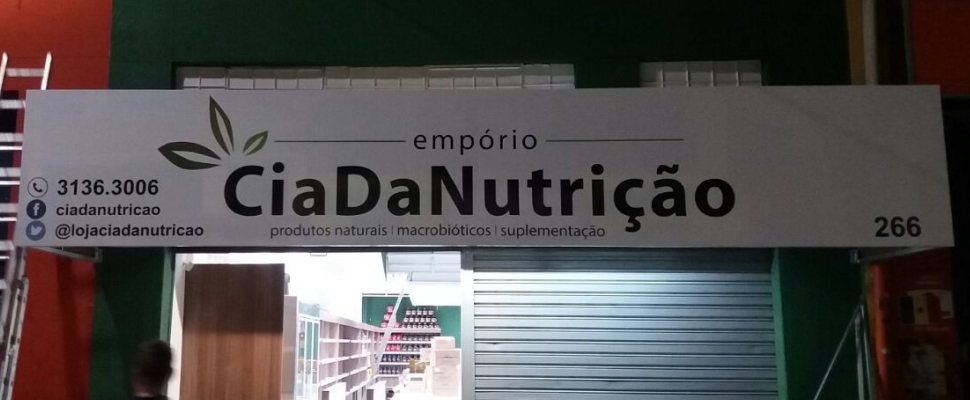 empório
CiaDaNutrição
produtos naturais | macrobióticos | suplementação
3136.3006
ciadanutricao
@lojaciadanutricao
266